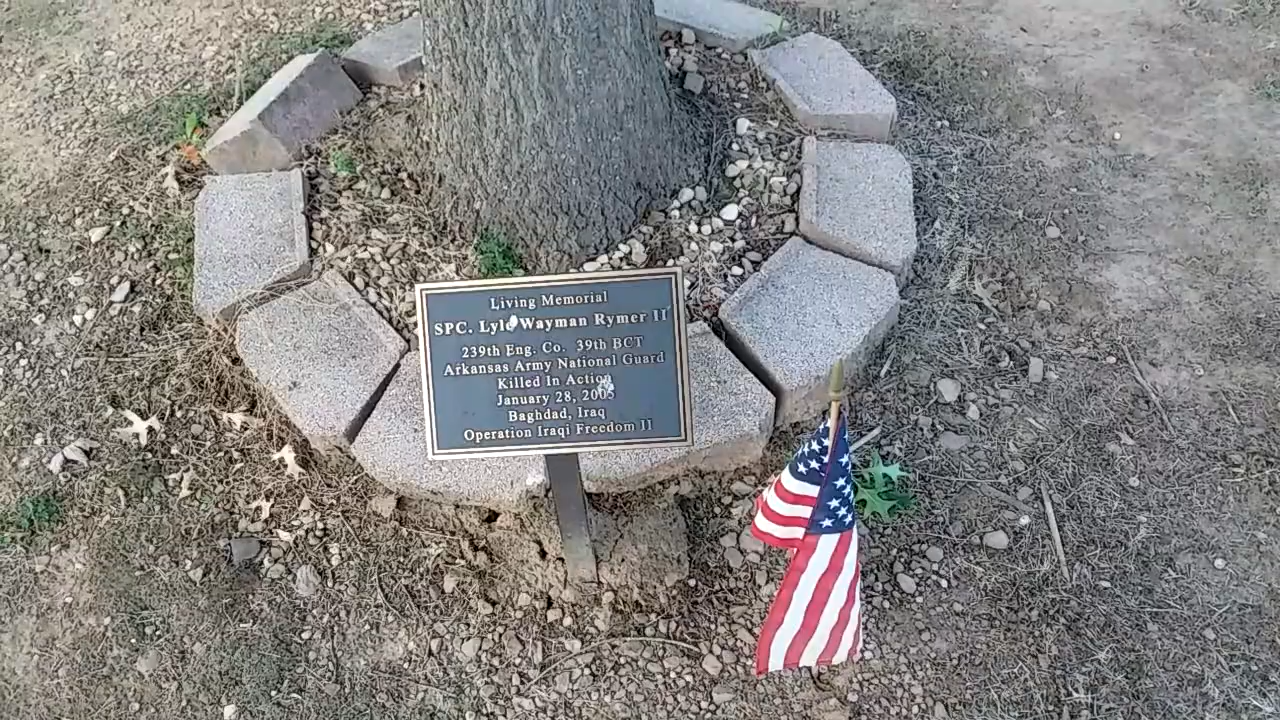 Living Memorial
SPC. Lyle Wayman Rymer II
239th Eng. Co. 39th BCT
Arkansas Army National Guard
Killed In Action
January 28, 2005
Baghdad, Iraq
Operation Iraqi Freedom II